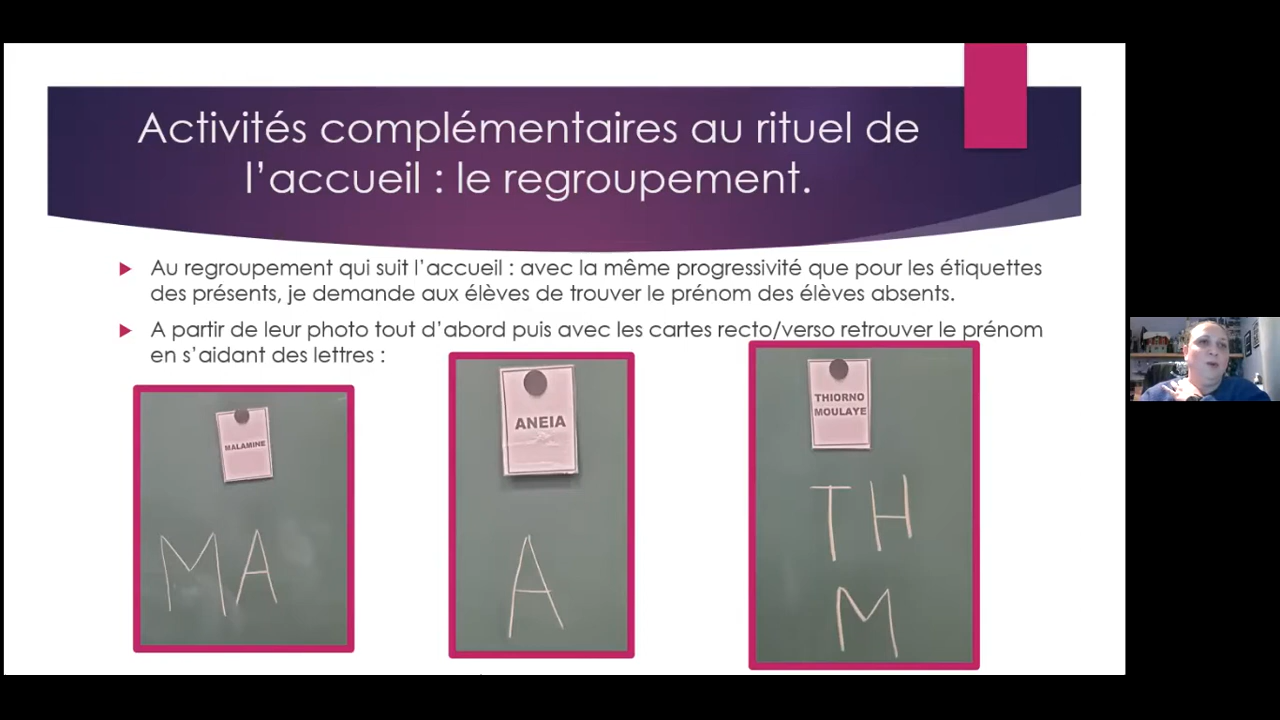 Activités complémentaires au rituel de
l'accueil : le regroupement.
Au regroupement qui suit l'accueil : avec la même progressivité que pour les étiquettes
des présents, je demande aux élèves de trouver le prénom des élèves absents.
A partir de leur photo tout d'abord puis avec les cartes recto/verso retrouver le prénom
en s'aidant des lettres :
MALAMINE
MA
ANEIA
A
THIORNO
MOULAYE
TH
M